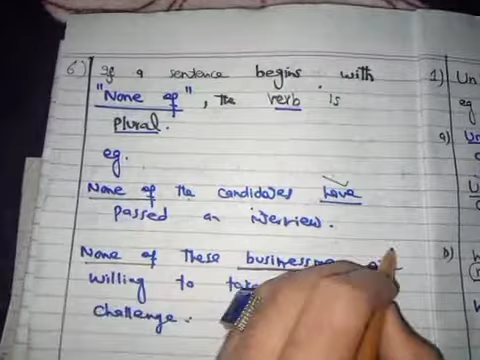 6) If a sentence begins with
"None of", the verb is
plural.
eg.
None of the candidates have
passed an interview.
None of these
willing to
challenge.
1) Un
eg
a)
b)